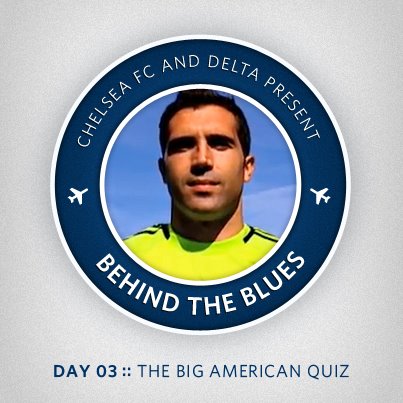 CHELSEA FC AND DELTA PRESENT
BEHIND THE BLUES
DAY 03 :: THE BIG AMERICAN QUIZ